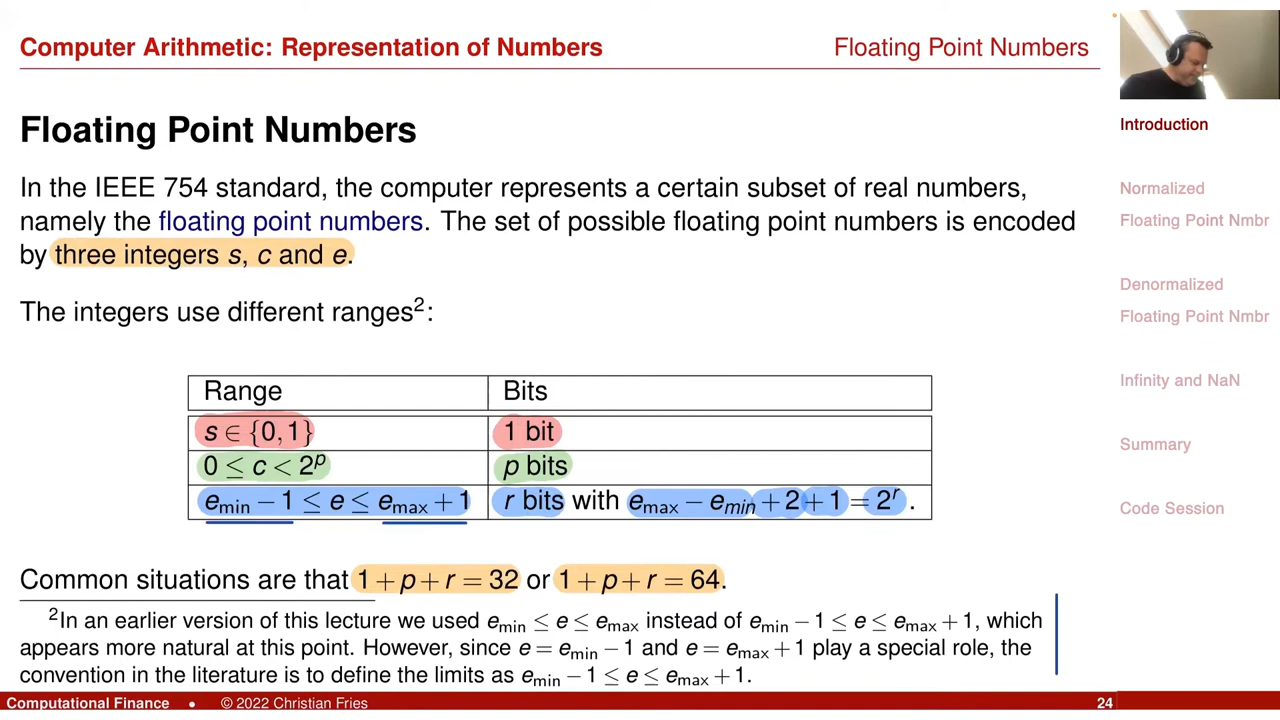 Computer Arithmetic: Representation of Numbers
Floating Point Numbers
Floating Point Numbers
In the IEEE 754 standard, the computer represents a certain subset of real numbers,
namely the floating point numbers. The set of possible floating point numbers is encoded
by three integers s, c and e.
The integers use different ranges²:
Range Bits
s ∈ {0,1} 1 bit
0 ≤ c < 2^p p bits
e_min − 1 ≤ e ≤ e_max + 1 r bits with e_max − e_min + 2 + 1 = 2^r .
Common situations are that 1 + p + r = 32 or 1 + p + r = 64.
²In an earlier version of this lecture we used e_min ≤ e ≤ e_max instead of e_min − 1 ≤ e ≤ e_max + 1, which
appears more natural at this point. However, since e = e_min − 1 and e = e_max + 1 play a special role, the
convention in the literature is to define the limits as e_min − 1 ≤ e ≤ e_max + 1.
Computational Finance • © 2022 Christian Fries 24
Introduction
Normalized
Floating Point Nmbr
Denormalized
Floating Point Nmbr
Infinity and NaN
Summary
Code Session